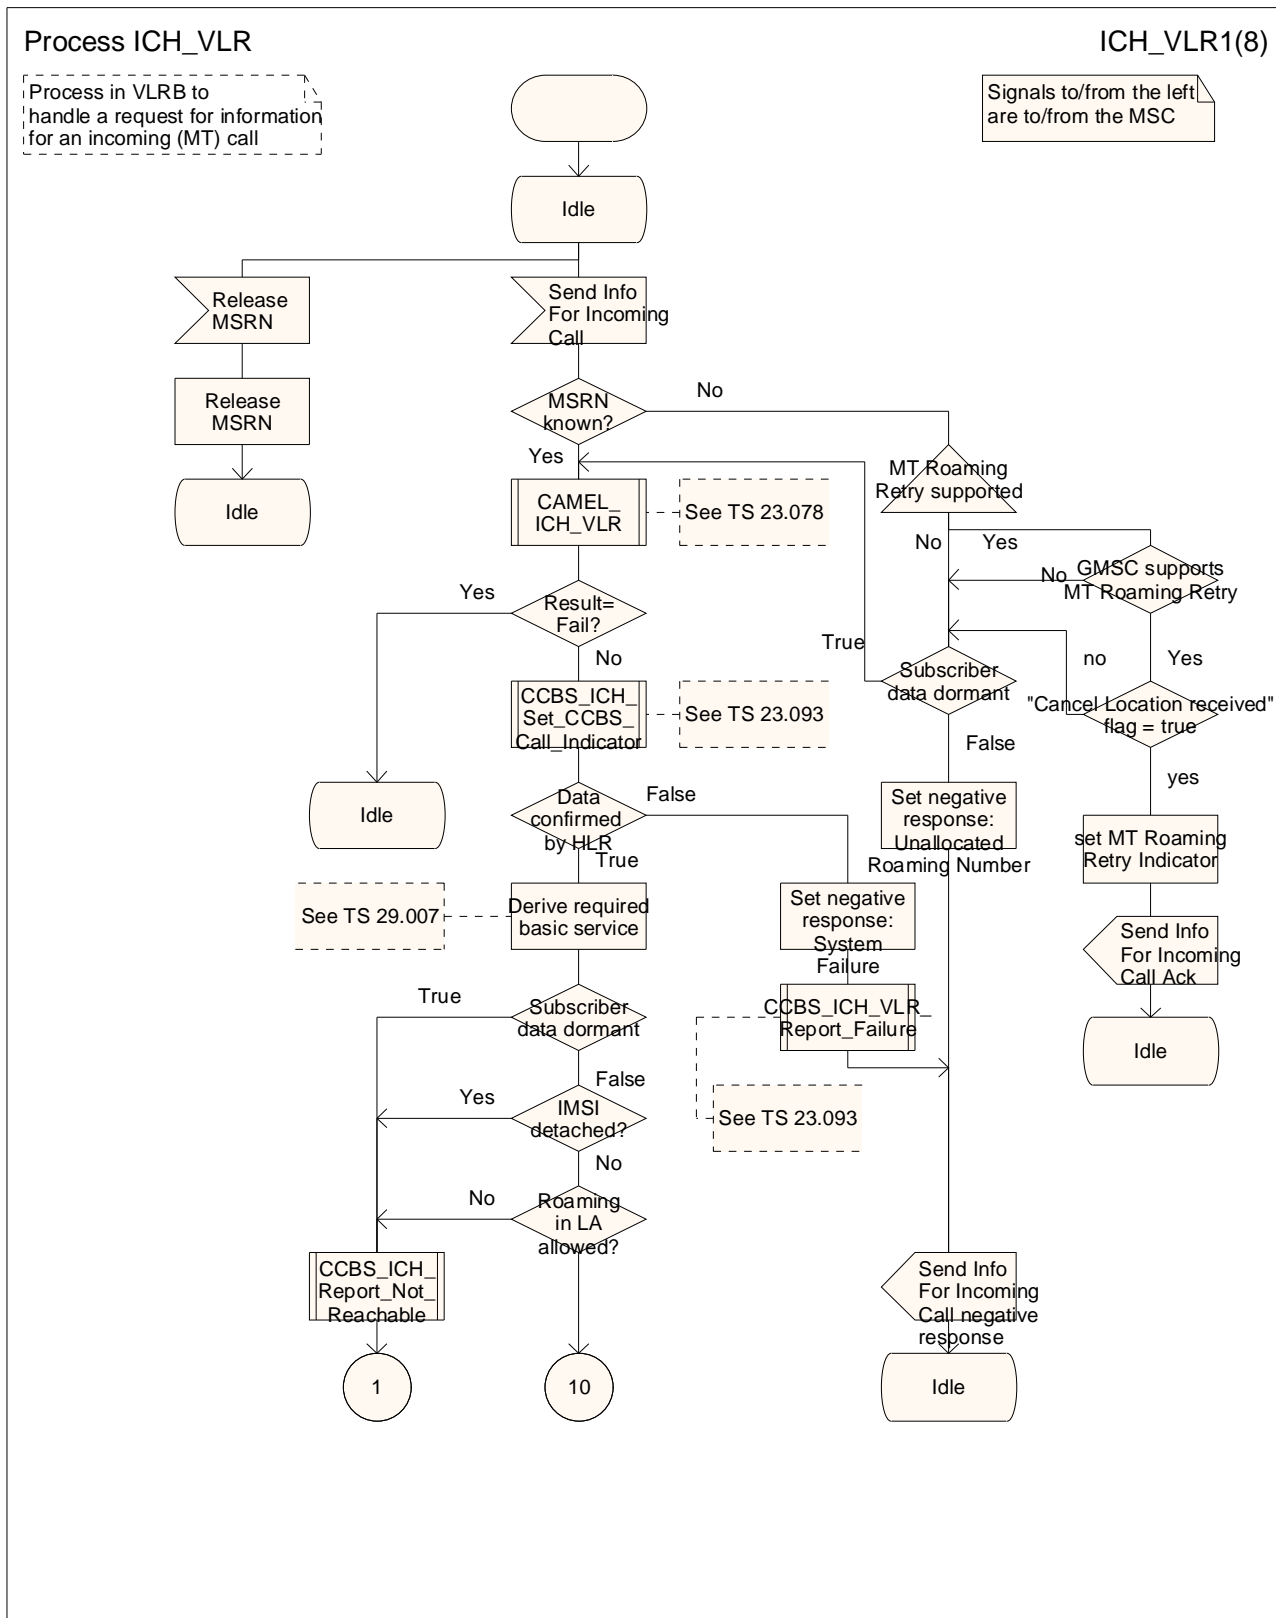 Process ICH_VLR
ICH_VLR1(8)
Process in VLRB to
handle a request for information
for an incoming (MT) call
Signals to/from the left
are to/from the MSC
Idle
Release
MSRN
Send Info
For Incoming
Call
Release
MSRN
MSRN
known?
No
Yes
MT Roaming
Retry supported
Idle
CAMEL_
ICH_VLR
See TS 23.078
No
Yes
GMSC supports
MT Roaming Retry
No
Yes
Result=
Fail?
No
True
Subscriber
data dormant
no
Yes
CCBS_ICH_
Set_CCBS_
Call_Indicator
See TS 23.093
"Cancel Location received"
flag = true
False
yes
Idle
Data
confirmed
by HLR
False
True
Set negative
response:
Unallocated
Roaming Number
set MT Roaming
Retry Indicator
See TS 29.007
Derive required
basic service
Set negative
response:
System
Failure
Send Info
For Incoming
Call Ack
True
Subscriber
data dormant
False
CCBS_ICH_VLR_
Report_Failure
Idle
Yes
IMSI
detached?
No
See TS 23.093
No
Roaming
in LA
allowed?
CCBS_ICH_
Report_Not_
Reachable
Send Info
For Incoming
Call negative
response
1
10
Idle